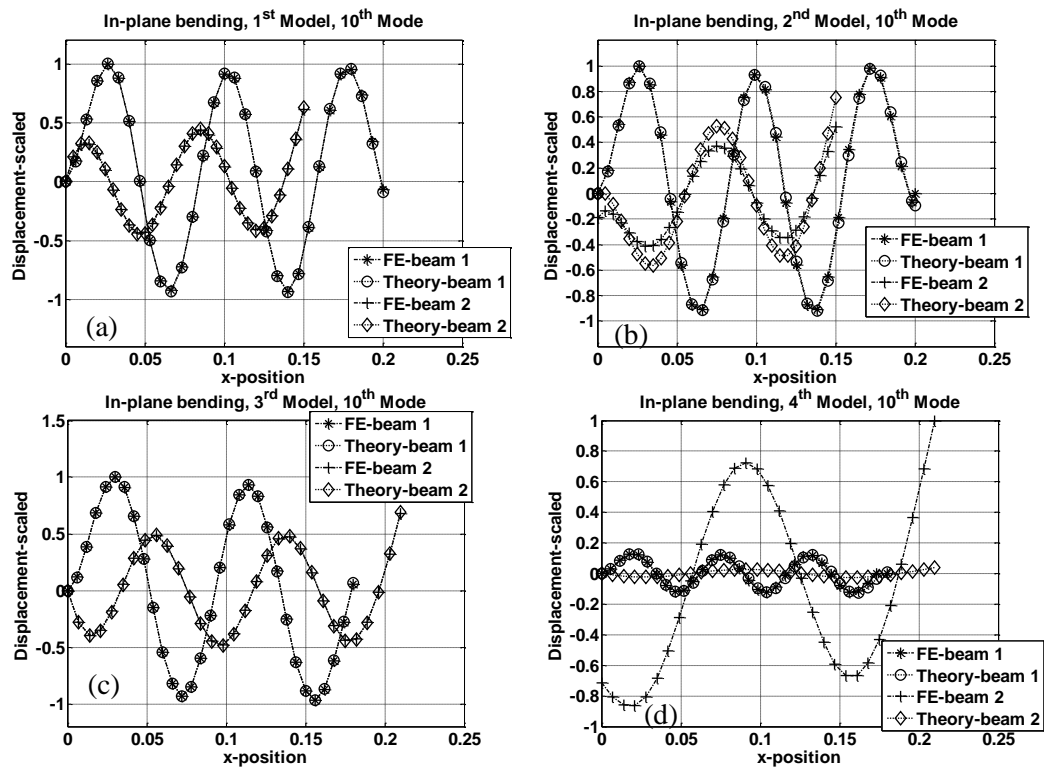 In-plane bending, 1st Model, 10th Mode
1
0.5
0
-0.5
-1
Displacement-scaled
0 0.05 0.1 0.15 0.2 0.25
x-position
FE-beam 1
Theory-beam 1
FE-beam 2
Theory-beam 2
(a)
In-plane bending, 2nd Model, 10th Mode
1
0.8
0.6
0.4
0.2
0
-0.2
-0.4
-0.6
-0.8
-1
Displacement-scaled
0 0.05 0.1 0.15 0.2 0.25
x-position
FE-beam 1
Theory-beam 1
FE-beam 2
Theory-beam 2
(b)
In-plane bending, 3rd Model, 10th Mode
1.5
1
0.5
0
-0.5
-1
Displacement-scaled
0 0.05 0.1 0.15 0.2 0.25
x-position
FE-beam 1
Theory-beam 1
FE-beam 2
Theory-beam 2
(c)
In-plane bending, 4th Model, 10th Mode
1
0.8
0.6
0.4
0.2
0
-0.2
-0.4
-0.6
-0.8
-1
Displacement-scaled
0 0.05 0.1 0.15 0.2 0.25
x-position
FE-beam 1
Theory-beam 1
FE-beam 2
Theory-beam 2
(d)